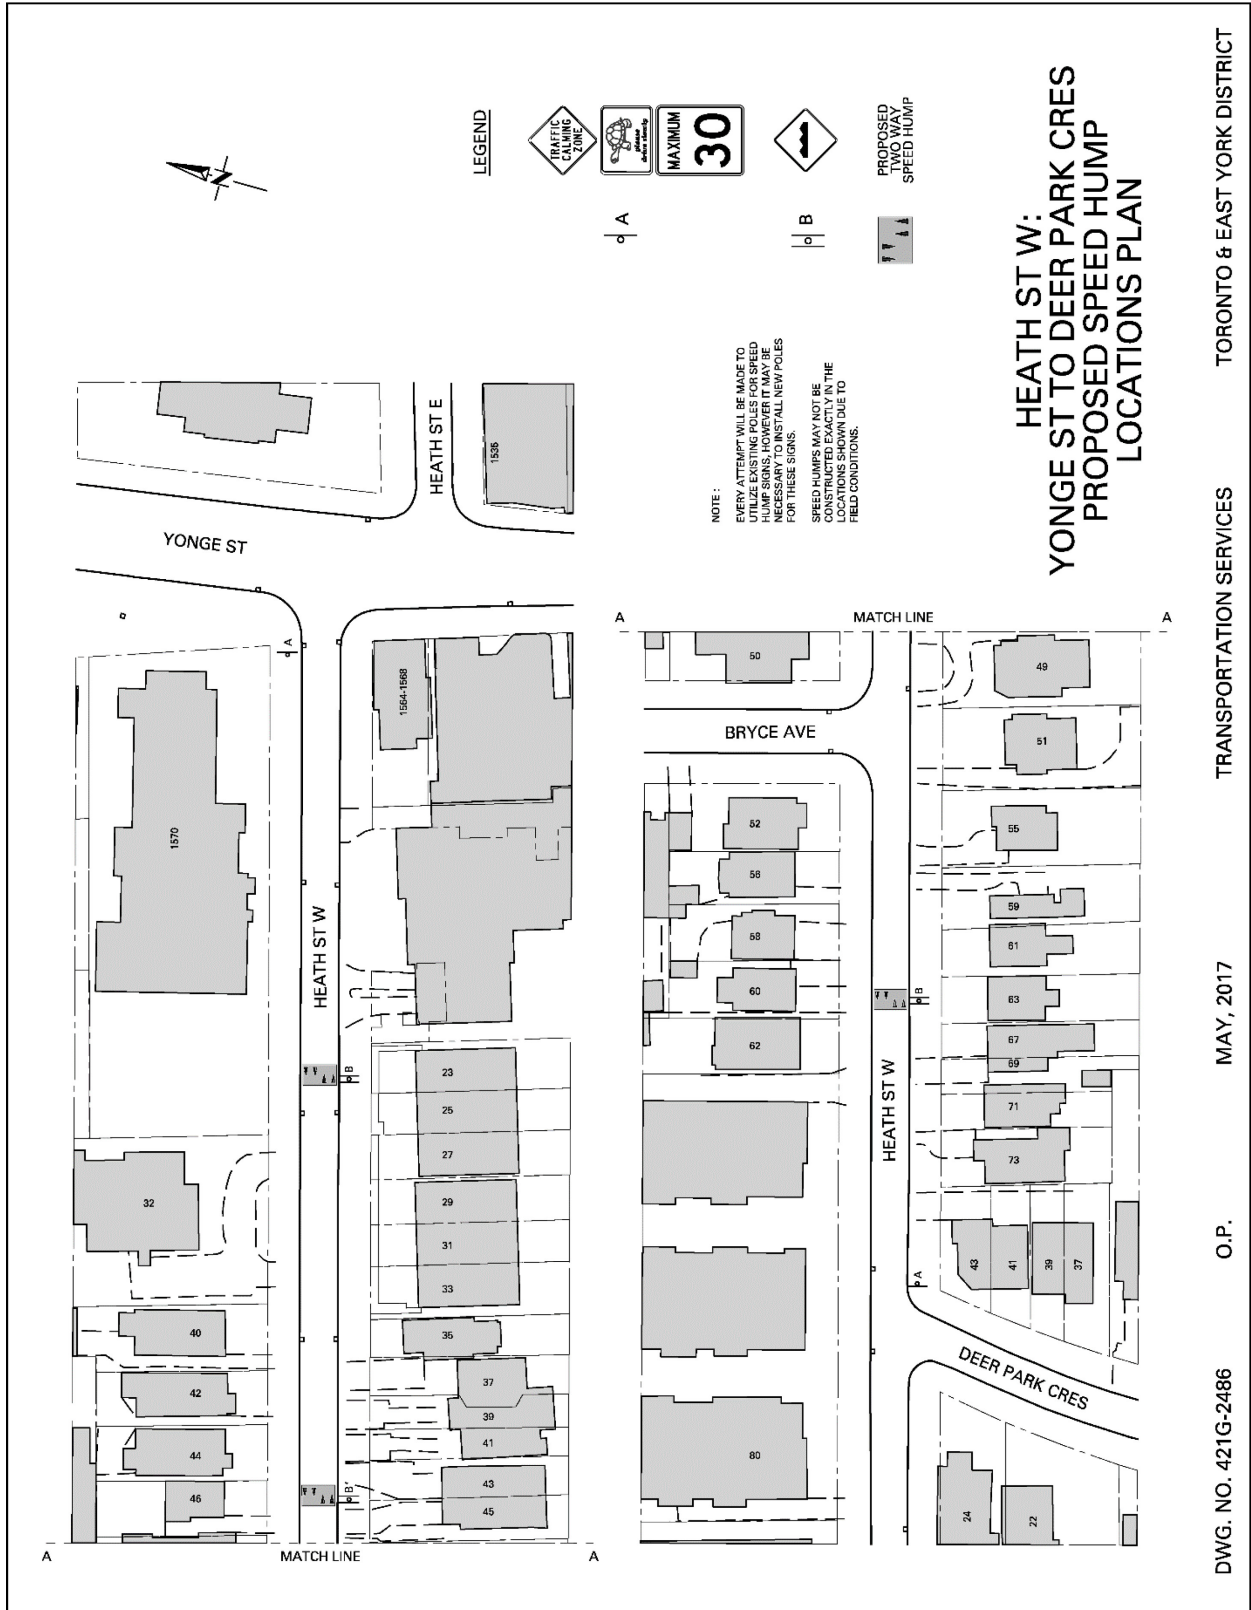 LEGEND
TRAFFIC
CALMING
ZONE
please
drive slowly
MAXIMUM
30
A
B
PROPOSED
TWO WAY
SPEED HUMP
N
NOTE :
EVERY ATTEMPT WILL BE MADE TO
UTILIZE EXISTING POLES FOR SPEED
HUMP SIGNS, HOWEVER IT MAY BE
NECESSARY TO INSTALL NEW POLES
FOR THESE SIGNS.
SPEED HUMPS MAY NOT BE
CONSTRUCTED EXACTLY IN THE
LOCATIONS SHOWN DUE TO
FIELD CONDITIONS.
HEATH ST W:
YONGE ST TO DEER PARK CRES
PROPOSED SPEED HUMP
LOCATIONS PLAN
YONGE ST
HEATH ST E
1535
A
1570
1564-1568
HEATH ST W
B
23
25
27
29
31
33
35
37
39
41
43
45
32
40
42
44
46
B
A
MATCH LINE
A
A
MATCH LINE
A
50
49
BRYCE AVE
51
52
55
56
59
58
61
60
63
B
62
67
69
HEATH ST W
71
73
43
41
39
37
A
DEER PARK CRES
80
24
22
DWG. NO. 421G-2486
O.P.
MAY, 2017
TRANSPORTATION SERVICES
TORONTO & EAST YORK DISTRICT